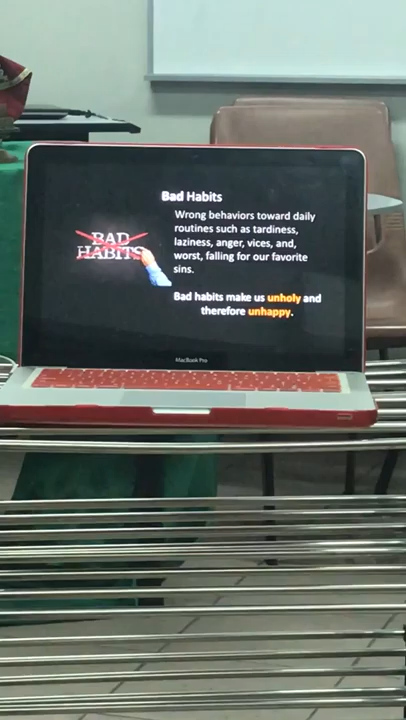 Bad Habits
Wrong behaviors toward daily
routines such as tardiness,
laziness, anger, vices, and,
worst, falling for our favorite
sins.
BAD
HABITS
Bad habits make us unholy and
therefore unhappy.
MacBook Pro